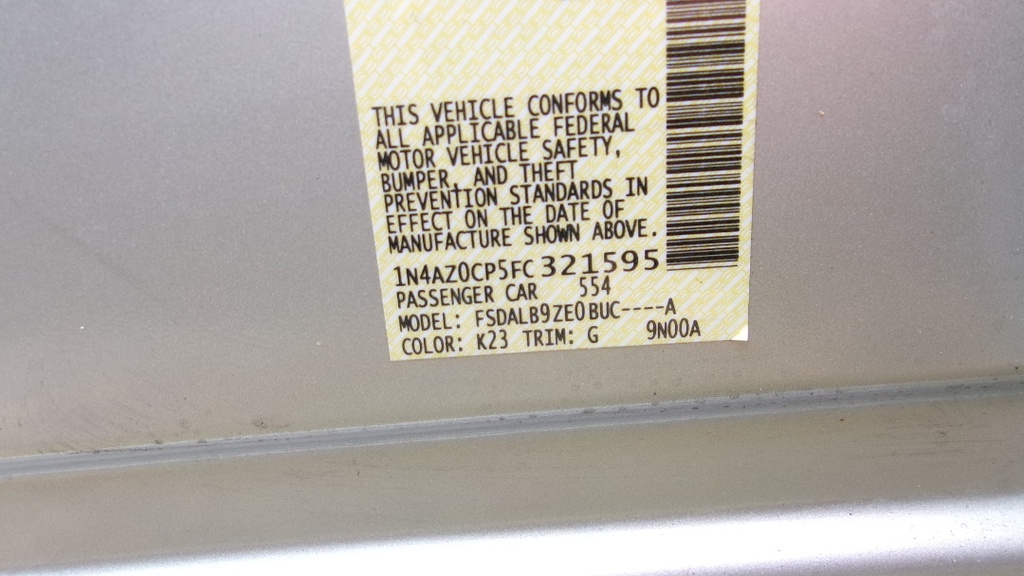 THIS VEHICLE CONFORMS TO
ALL APPLICABLE FEDERAL
MOTOR VEHICLE SAFETY,
BUMPER, AND THEFT
PREVENTION STANDARDS IN
EFFECT ON THE DATE OF
MANUFACTURE SHOWN ABOVE.
1N4AZ0CP5FC321595
PASSENGER CAR 554
MODEL: FSDALB9ZE0BUC----A
COLOR: K23 TRIM: G 9N00A